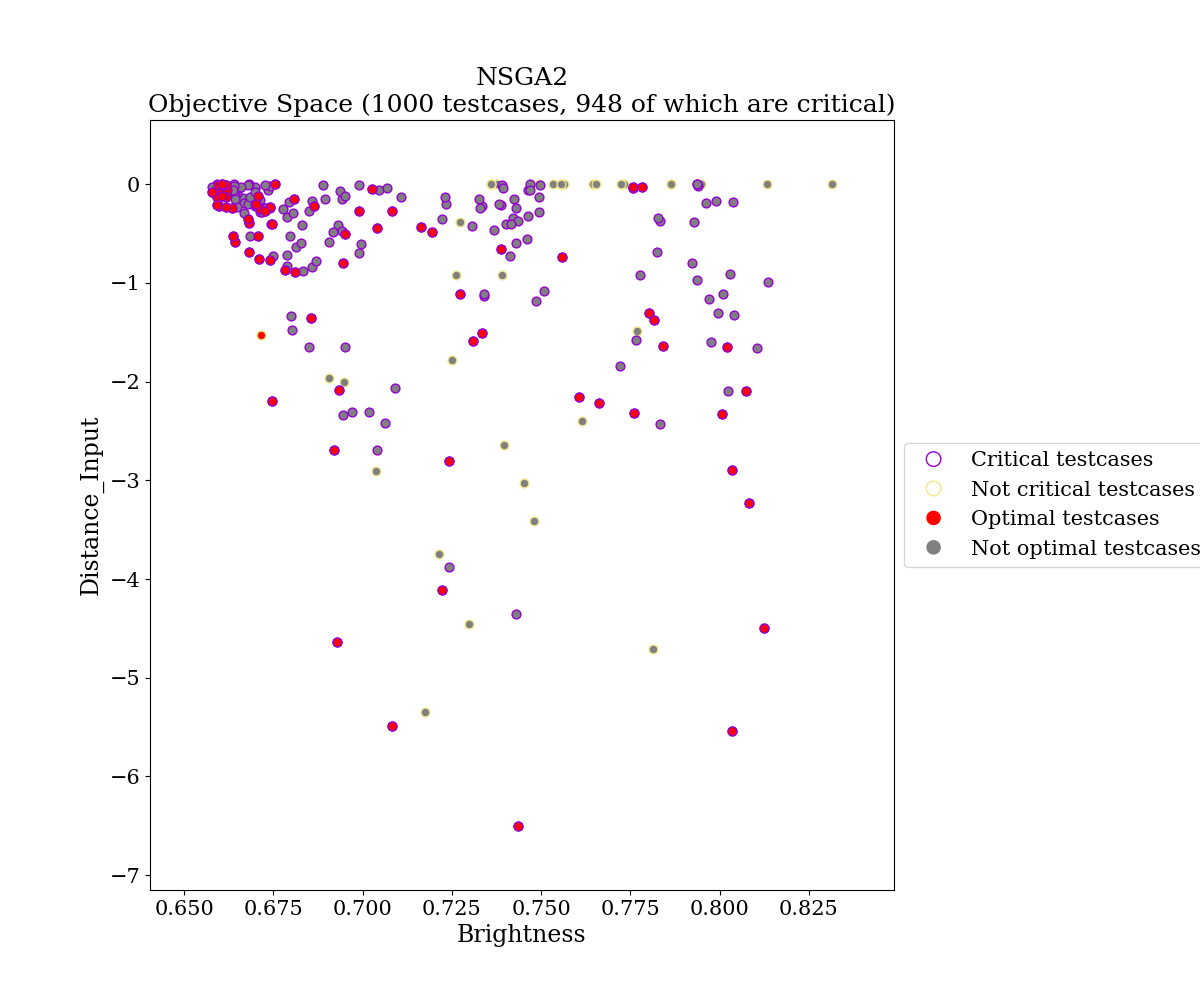 NSGA2
Objective Space (1000 testcases, 948 of which are critical)
0
−1
−2
−3
−4
−5
−6
−7
Distance_Input
0.650 0.675 0.700 0.725 0.750 0.775 0.800 0.825
Brightness
Critical testcases
Not critical testcases
Optimal testcases
Not optimal testcases